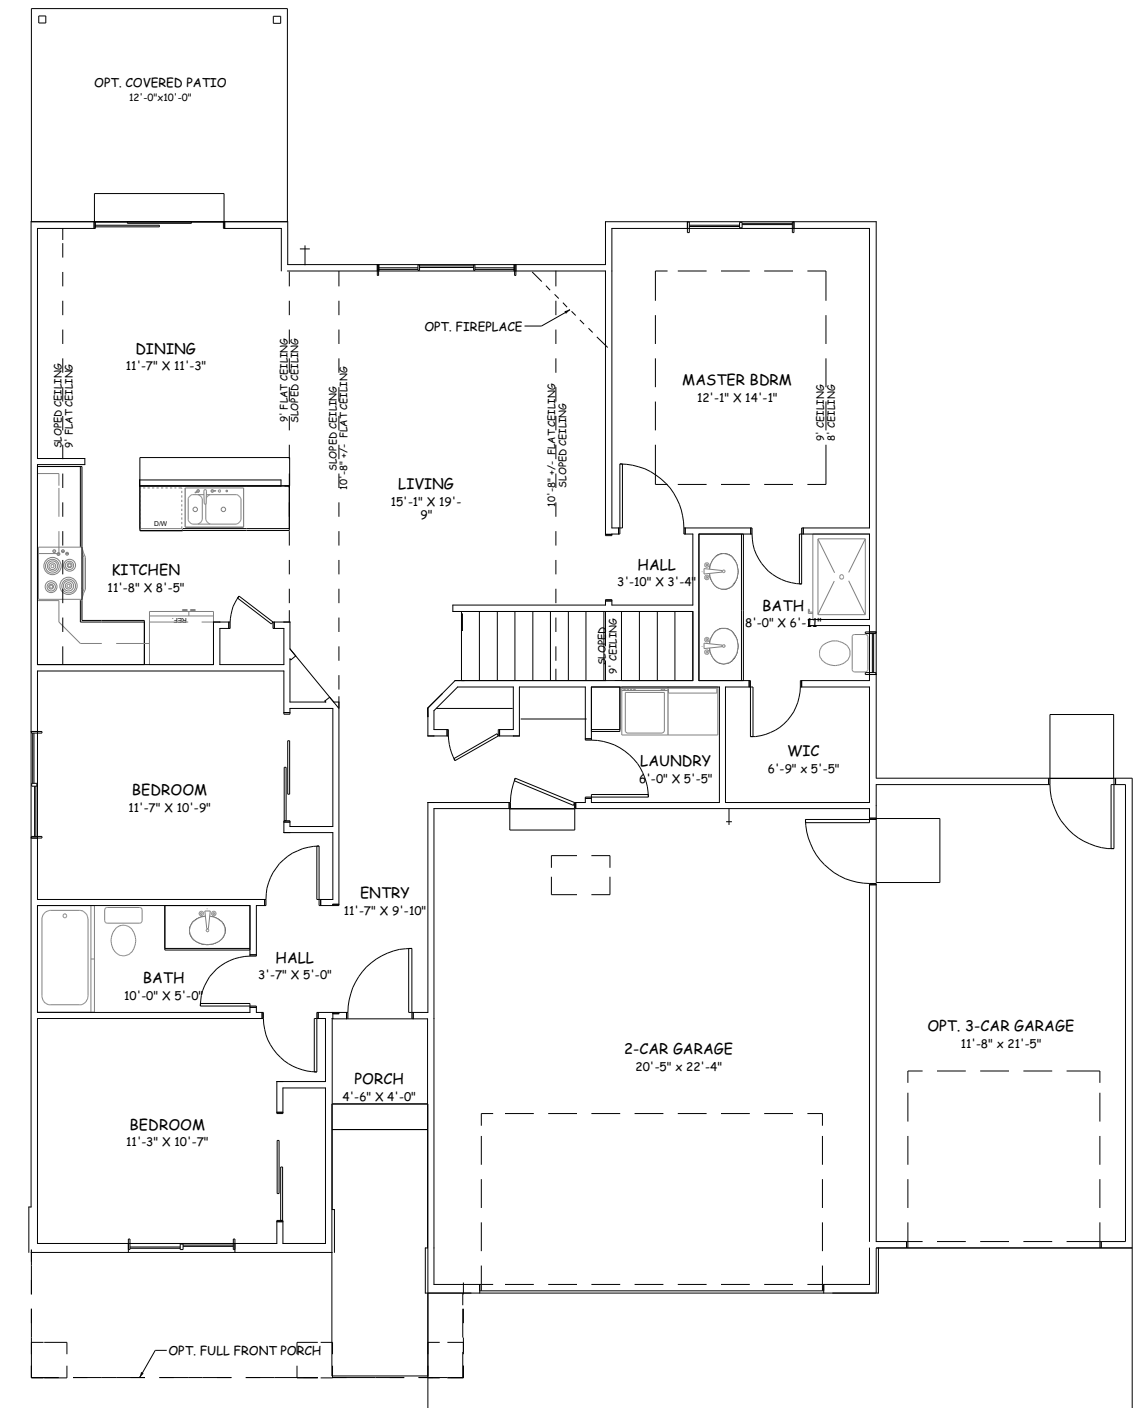 OPT. COVERED PATIO
12'-0"x10'-0"
OPT. FIREPLACE
DINING
11'-7" X 11'-3"
SLOPED CEILING
9' FLAT CEILING
9' FLAT CEILING
SLOPED CEILING
SLOPED CEILING
10'-8"+/- FLAT CEILING
10'-8"+/- FLAT CEILING
SLOPED CEILING
MASTER BDRM
12'-1" X 14'-1"
9' CEILING
8' CEILING
LIVING
15'-1" X 19'-
9"
D/W
KITCHEN
11'-8" X 8'-5"
REF.
HALL
3'-10" X 3'-4"
BATH
8'-0" X 6'-11"
SLOPED
9' CEILING
LAUNDRY
6'-0" X 5'-5"
WIC
6'-9" x 5'-5"
BEDROOM
11'-7" X 10'-9"
ENTRY
11'-7" X 9'-10"
HALL
3'-7" X 5'-0"
BATH
10'-0" X 5'-0"
2-CAR GARAGE
20'-5" x 22'-4"
OPT. 3-CAR GARAGE
11'-8" x 21'-5"
PORCH
4'-6" X 4'-0"
BEDROOM
11'-3" X 10'-7"
OPT. FULL FRONT PORCH